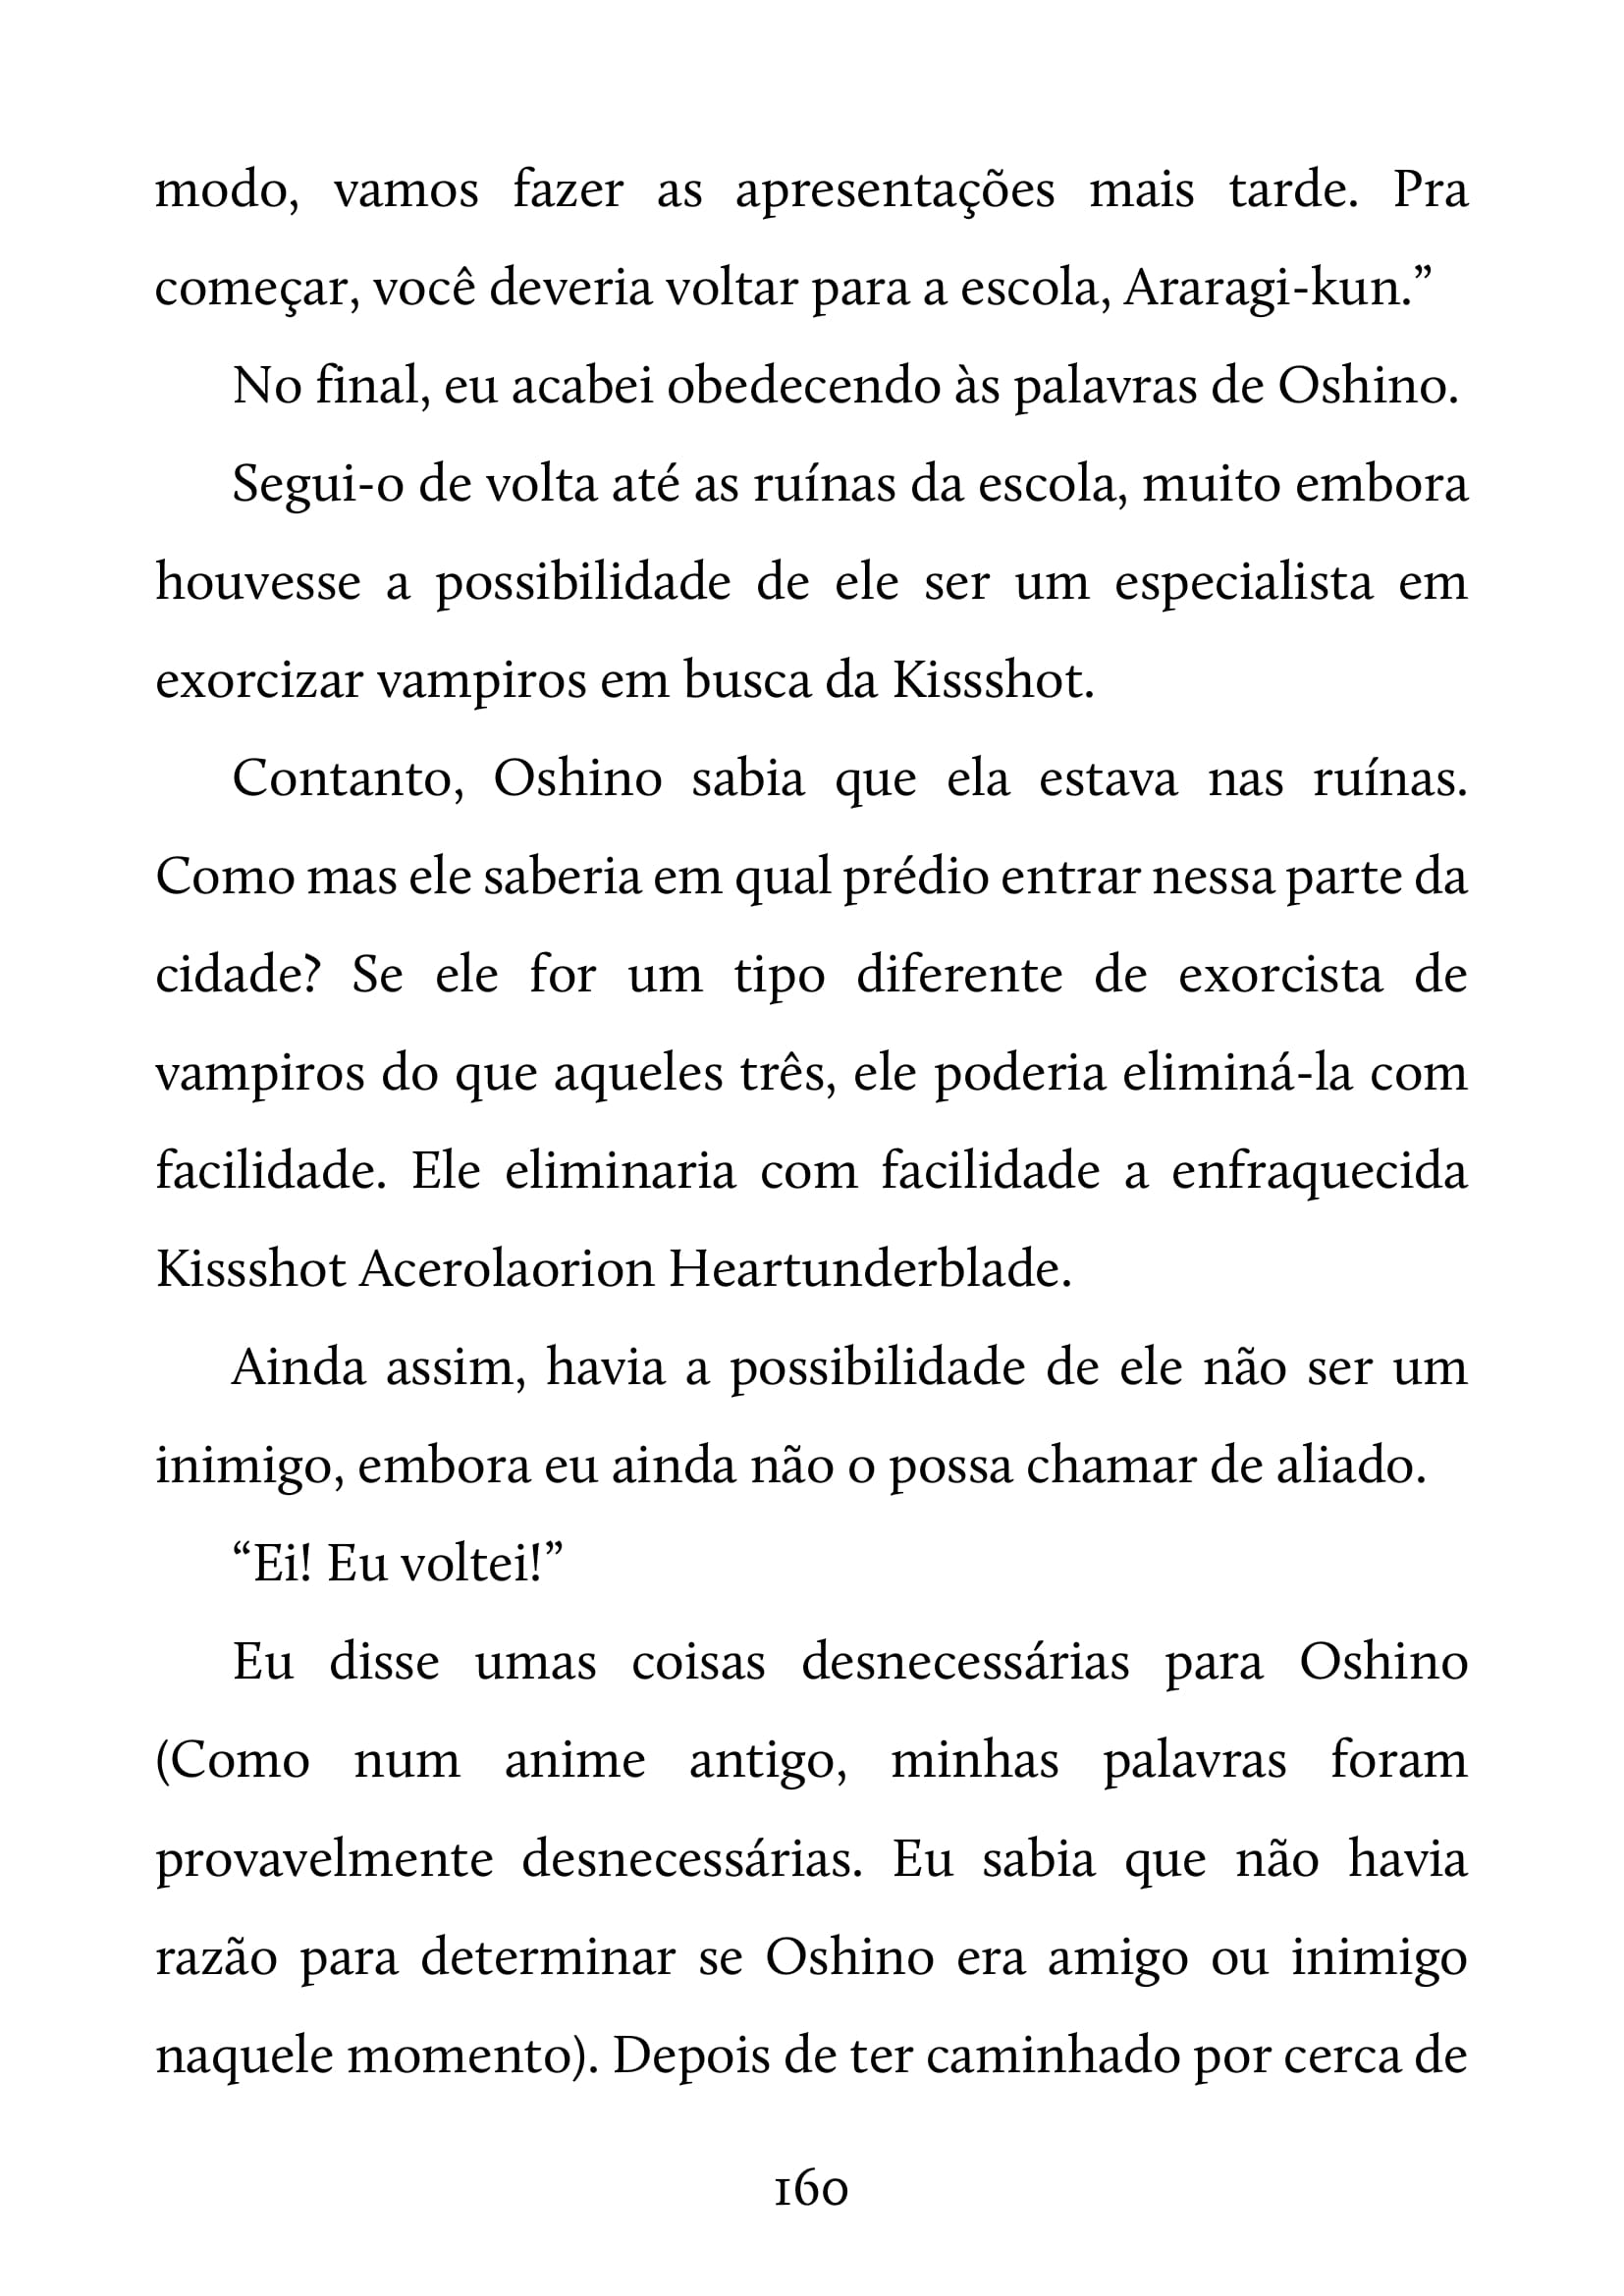 modo, vamos fazer as apresentações mais tarde. Pra
começar, você deveria voltar para a escola, Araragi-kun.”
No final, eu acabei obedecendo às palavras de Oshino.
Segui-o de volta até as ruínas da escola, muito embora
houvesse a possibilidade de ele ser um especialista em
exorcizar vampiros em busca da Kissshot.
Contanto, Oshino sabia que ela estava nas ruínas.
Como mas ele saberia em qual prédio entrar nessa parte da
cidade? Se ele for um tipo diferente de exorcista de
vampiros do que aqueles três, ele poderia eliminá-la com
facilidade. Ele eliminaria com facilidade a enfraquecida
Kissshot Acerolaorion Heartunderblade.
Ainda assim, havia a possibilidade de ele não ser um
inimigo, embora eu ainda não o possa chamar de aliado.
“Ei! Eu voltei!”
Eu disse umas coisas desnecessárias para Oshino
(Como num anime antigo, minhas palavras foram
provavelmente desnecessárias. Eu sabia que não havia
razão para determinar se Oshino era amigo ou inimigo
naquele momento). Depois de ter caminhado por cerca de
160